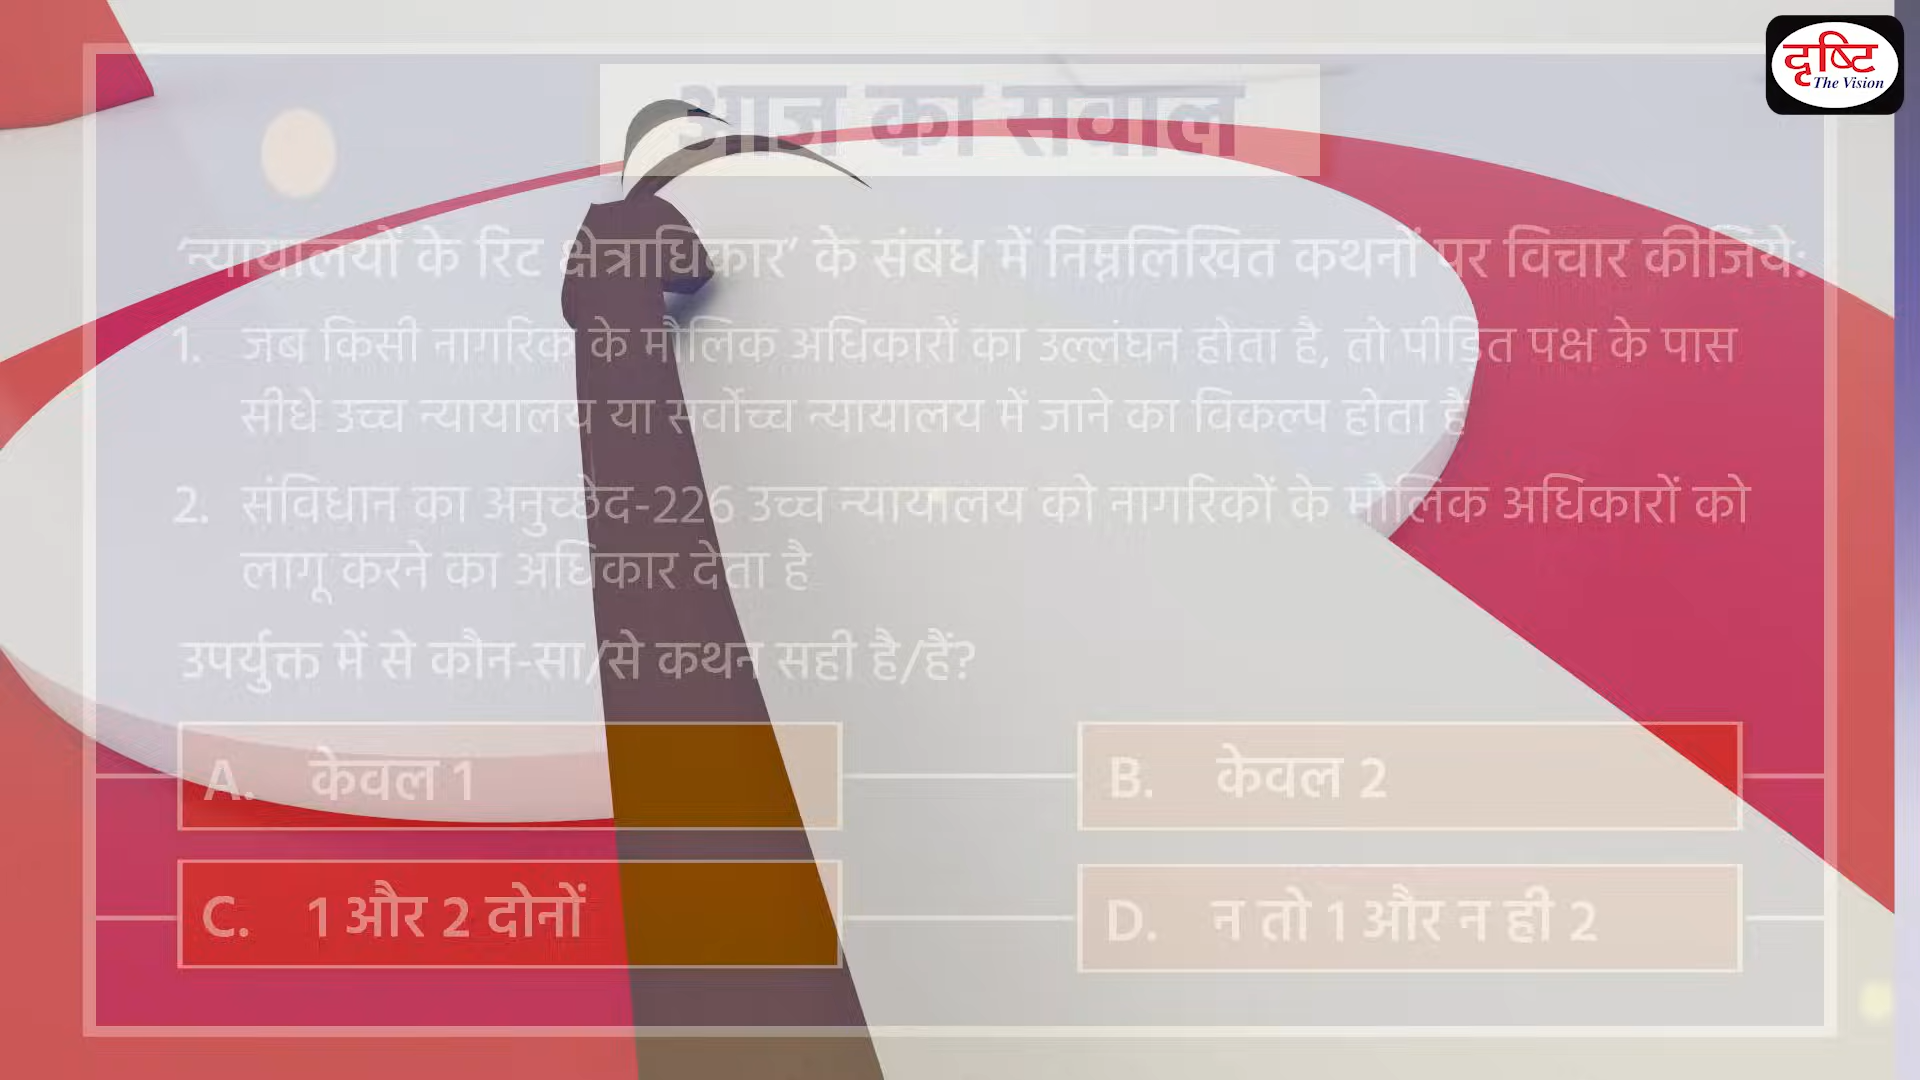 दृष्टि
The Vision
आज का सवाल
‘न्यायालयों के रिट क्षेत्राधिकार’ के संबंध में निम्नलिखित कथनों पर विचार कीजिये:
1. जब किसी नागरिक के मौलिक अधिकारों का उल्लंघन होता है, तो पीड़ित पक्ष के पास
सीधे उच्च न्यायालय या सर्वोच्च न्यायालय में जाने का विकल्प होता है
2. संविधान का अनुच्छेद-226 उच्च न्यायालय को नागरिकों के मौलिक अधिकारों को
लागू करने का अधिकार देता है
उपर्युक्त में से कौन-सा/से कथन सही है/हैं?
A. केवल 1
B. केवल 2
C. 1 और 2 दोनों
D. न तो 1 और न ही 2